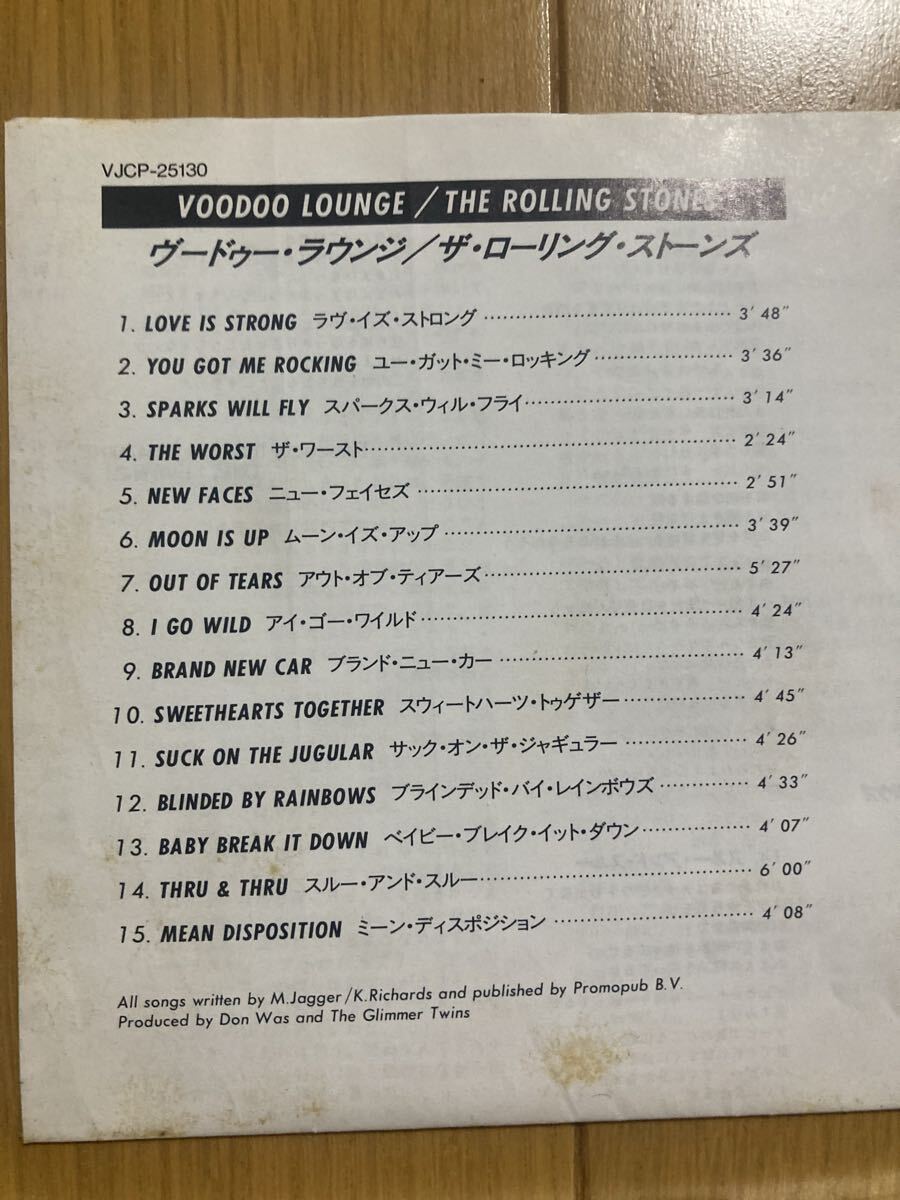 VJCP-25130
VOODOO LOUNGE / THE ROLLING STONES
ヴードゥー・ラウンジ／ザ・ローリング・ストーンズ
1. LOVE IS STRONG ラヴ・イズ・ストロング 3′48″
2. YOU GOT ME ROCKING ユー・ガット・ミー・ロッキング 3′36″
3. SPARKS WILL FLY スパークス・ウィル・フライ 3′14″
4. THE WORST ザ・ワースト 2′24″
5. NEW FACES ニュー・フェイセズ 2′51″
6. MOON IS UP ムーン・イズ・アップ 3′39″
7. OUT OF TEARS アウト・オブ・ティアーズ 5′27″
8. I GO WILD アイ・ゴー・ワイルド 4′24″
9. BRAND NEW CAR ブランド・ニュー・カー 4′13″
10. SWEETHEARTS TOGETHER スウィートハーツ・トゥゲザー 4′45″
11. SUCK ON THE JUGULAR サック・オン・ザ・ジャギュラー 4′26″
12. BLINDED BY RAINBOWS ブラインデッド・バイ・レインボウズ 4′33″
13. BABY BREAK IT DOWN ベイビー・ブレイク・イット・ダウン 4′07″
14. THRU & THRU スルー・アンド・スルー 6′00″
15. MEAN DISPOSITION ミーン・ディスポジション 4′08″
All songs written by M.Jagger/K.Richards and published by Promopub B.V.
Produced by Don Was and The Glimmer Twins